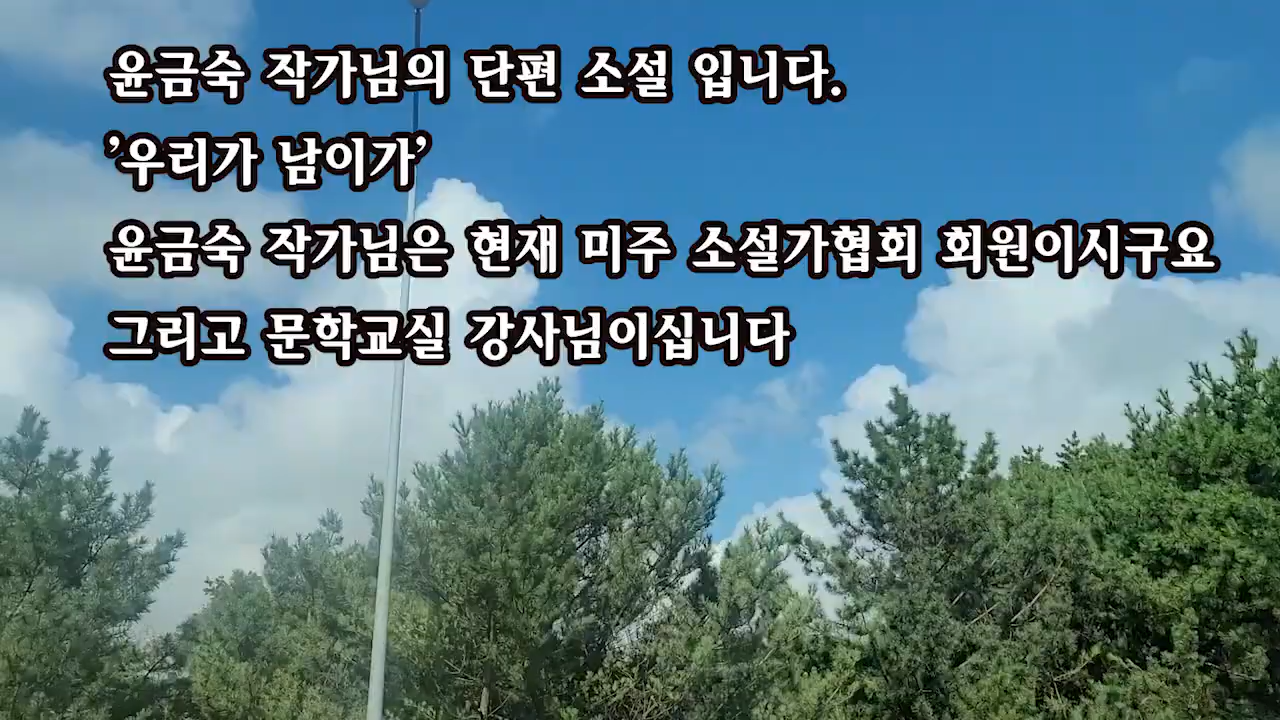 윤금숙 작가님의 단편 소설 입니다.
'우리가 남이가'
윤금숙 작가님은 현재 미주 소설가협회 회원이시구요
그리고 문학교실 강사님이십니다